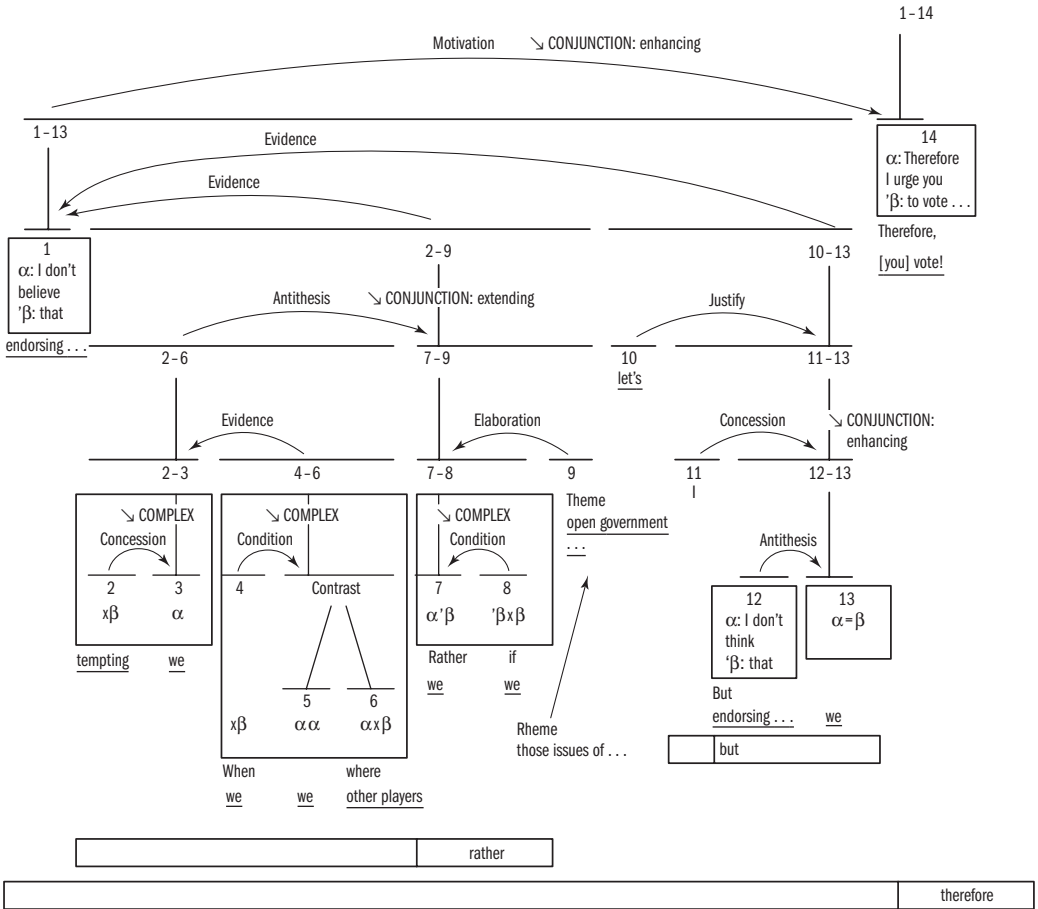 1–14
Motivation ↘ CONJUNCTION: enhancing
1–13
14
α: Therefore
I urge you
'β: to vote . . .
Therefore,
[you] vote!
Evidence
Evidence
1
α: I don't
believe
'β: that
endorsing . . .
2–9
10–13
Antithesis ↘ CONJUNCTION: extending
Justify
2–6
7–9
10
let's
11–13
Evidence
Elaboration
Concession
↘ CONJUNCTION:
enhancing
2–3
4–6
7–8
9
11
I
12–13
Theme
open government
. . .
↘ COMPLEX
Concession
2
3
xβ
α
tempting
we
↘ COMPLEX
Condition
4
Contrast
5
6
xβ
αα
αxβ
When
where
we
we
other players
↘ COMPLEX
Condition
7
8
α'β
'βxβ
Rather
if
we
we
Rheme
those issues of . . .
Antithesis
12
α: I don't
think
'β: that
13
α=β
But
endorsing . . .
we
but
rather
therefore